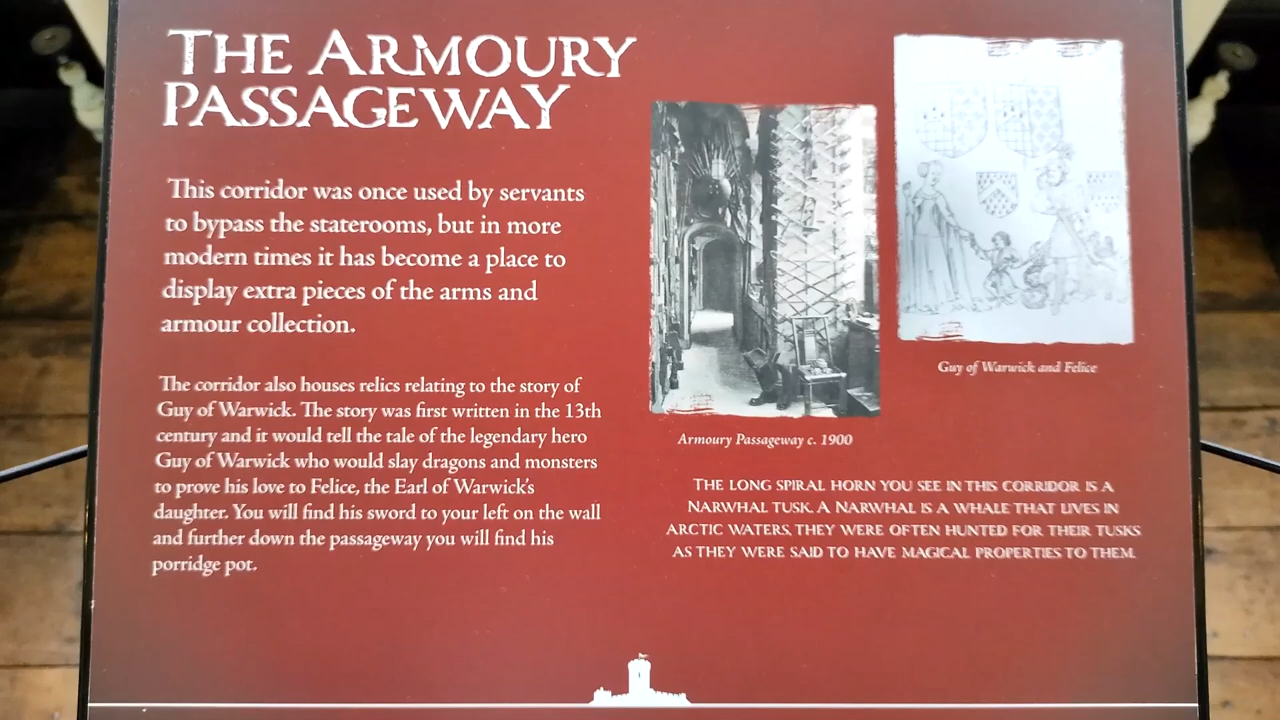 THE ARMOURY
PASSAGEWAY
This corridor was once used by servants
to bypass the staterooms, but in more
modern times it has become a place to
display extra pieces of the arms and
armour collection.
The corridor also houses relics relating to the story of
Guy of Warwick. The story was first written in the 13th
century and it would tell the tale of the legendary hero
Guy of Warwick who would slay dragons and monsters
to prove his love to Felice, the Earl of Warwick's
daughter. You will find his sword to your left on the wall
and further down the passageway you will find his
porridge pot.
Armoury Passageway c. 1900
Guy of Warwick and Felice
THE LONG SPIRAL HORN YOU SEE IN THIS CORRIDOR IS A
NARWHAL TUSK. A NARWHAL IS A WHALE THAT LIVES IN
ARCTIC WATERS, THEY WERE OFTEN HUNTED FOR THEIR TUSKS
AS THEY WERE SAID TO HAVE MAGICAL PROPERTIES TO THEM.